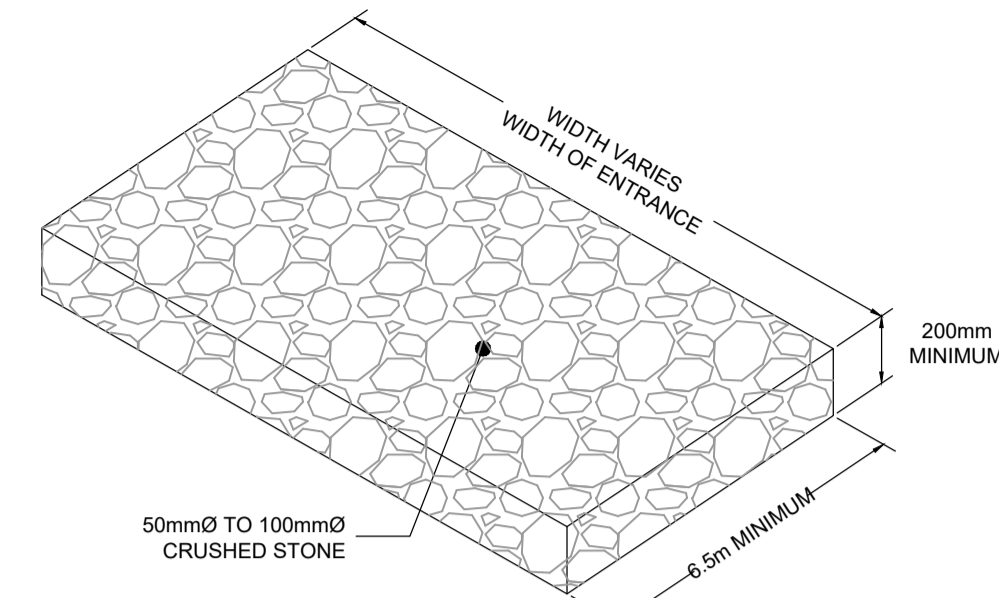 WIDTH VARIES
WIDTH OF ENTRANCE
200mm
MINIMUM
50mmØ TO 100mmØ
CRUSHED STONE
6.5m MINIMUM